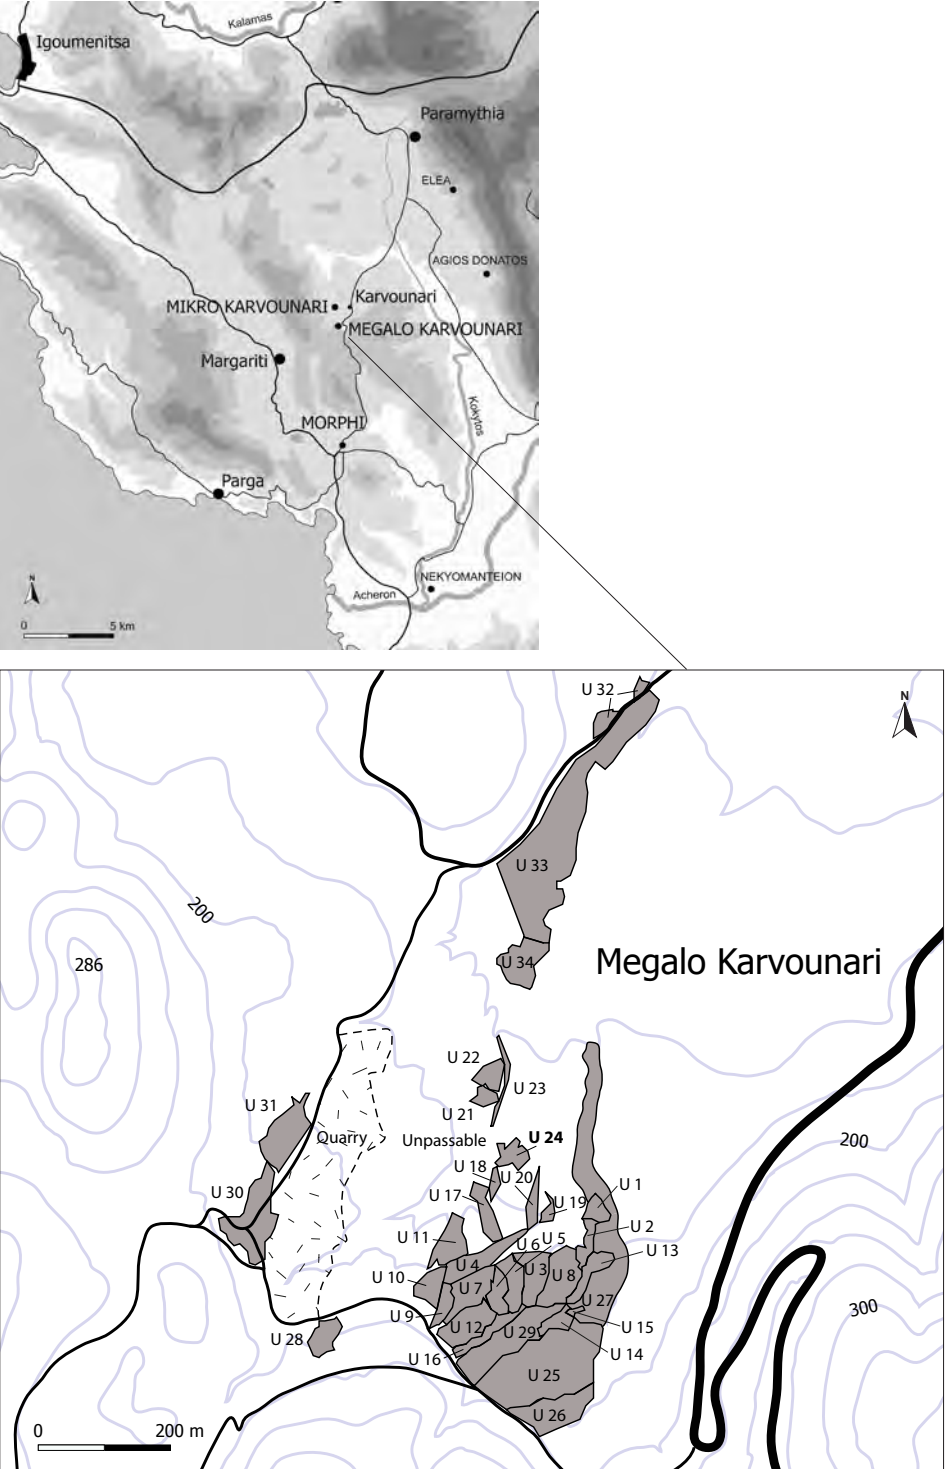 Kalamas
Igoumenitsa
Paramythia
ELEA
AGIOS DONATOS
MIKRO KARVOUNARI
Karvounari
MEGALO KARVOUNARI
Margariti
Kokytos
MORPHI
Parga
N
NEKYOMANTEION
Acheron
0 5 km
U 32
N
U 33
200
286
U 34
Megalo Karvounari
U 22
U 23
U 31
U 21
Quarry
Unpassable
U 24
200
U 18
U 20
U 1
U 30
U 17
U 19
U 2
U 11
U 5
U 6
U 13
U 4
U 3
U 8
U 10
U 7
U 27
300
U 9
U 12
U 29
U 15
U 28
U 16
U 14
U 25
U 26
0 200 m